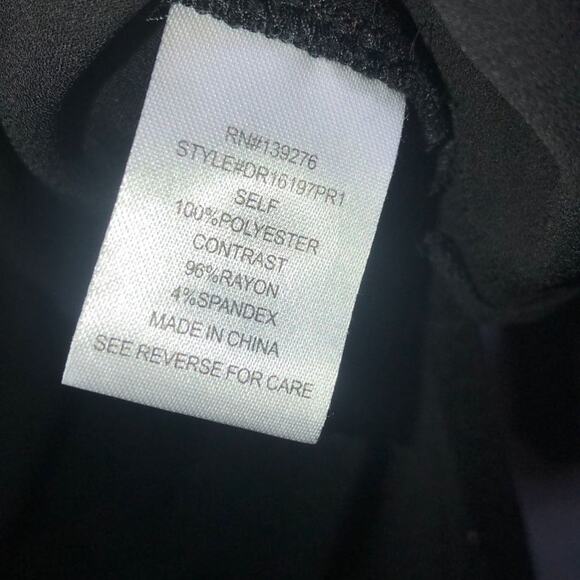 RN#139276
STYLE#DR16197PR1
SELF
100%POLYESTER
CONTRAST
96%RAYON
4%SPANDEX
MADE IN CHINA
SEE REVERSE FOR CARE